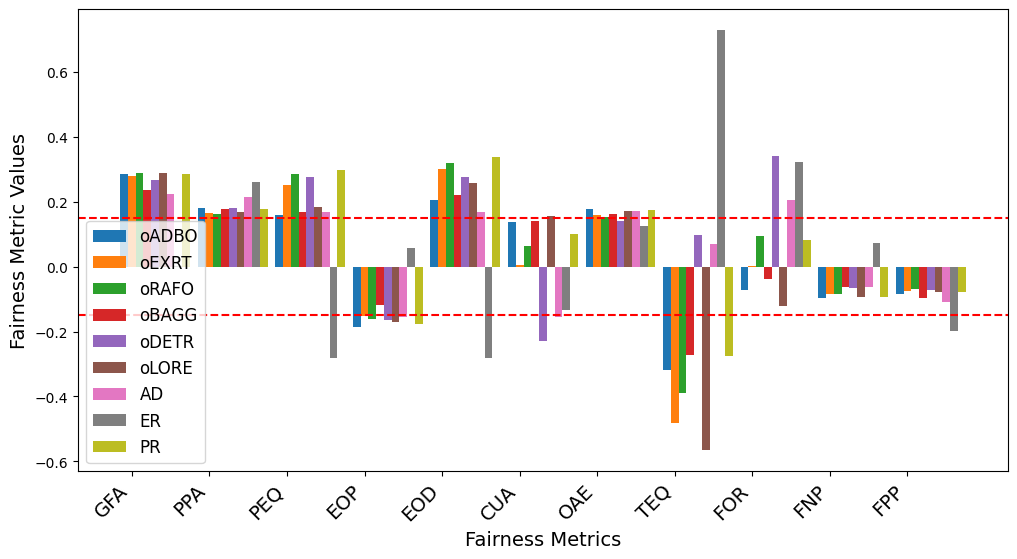 Fairness Metric Values
0.6
0.4
0.2
0.0
−0.2
−0.4
−0.6
oADBO
oEXRT
oRAFO
oBAGG
oDETR
oLORE
AD
ER
PR
GFA
PPA
PEQ
EOP
EOD
CUA
OAE
TEQ
FOR
FNP
FPP
Fairness Metrics